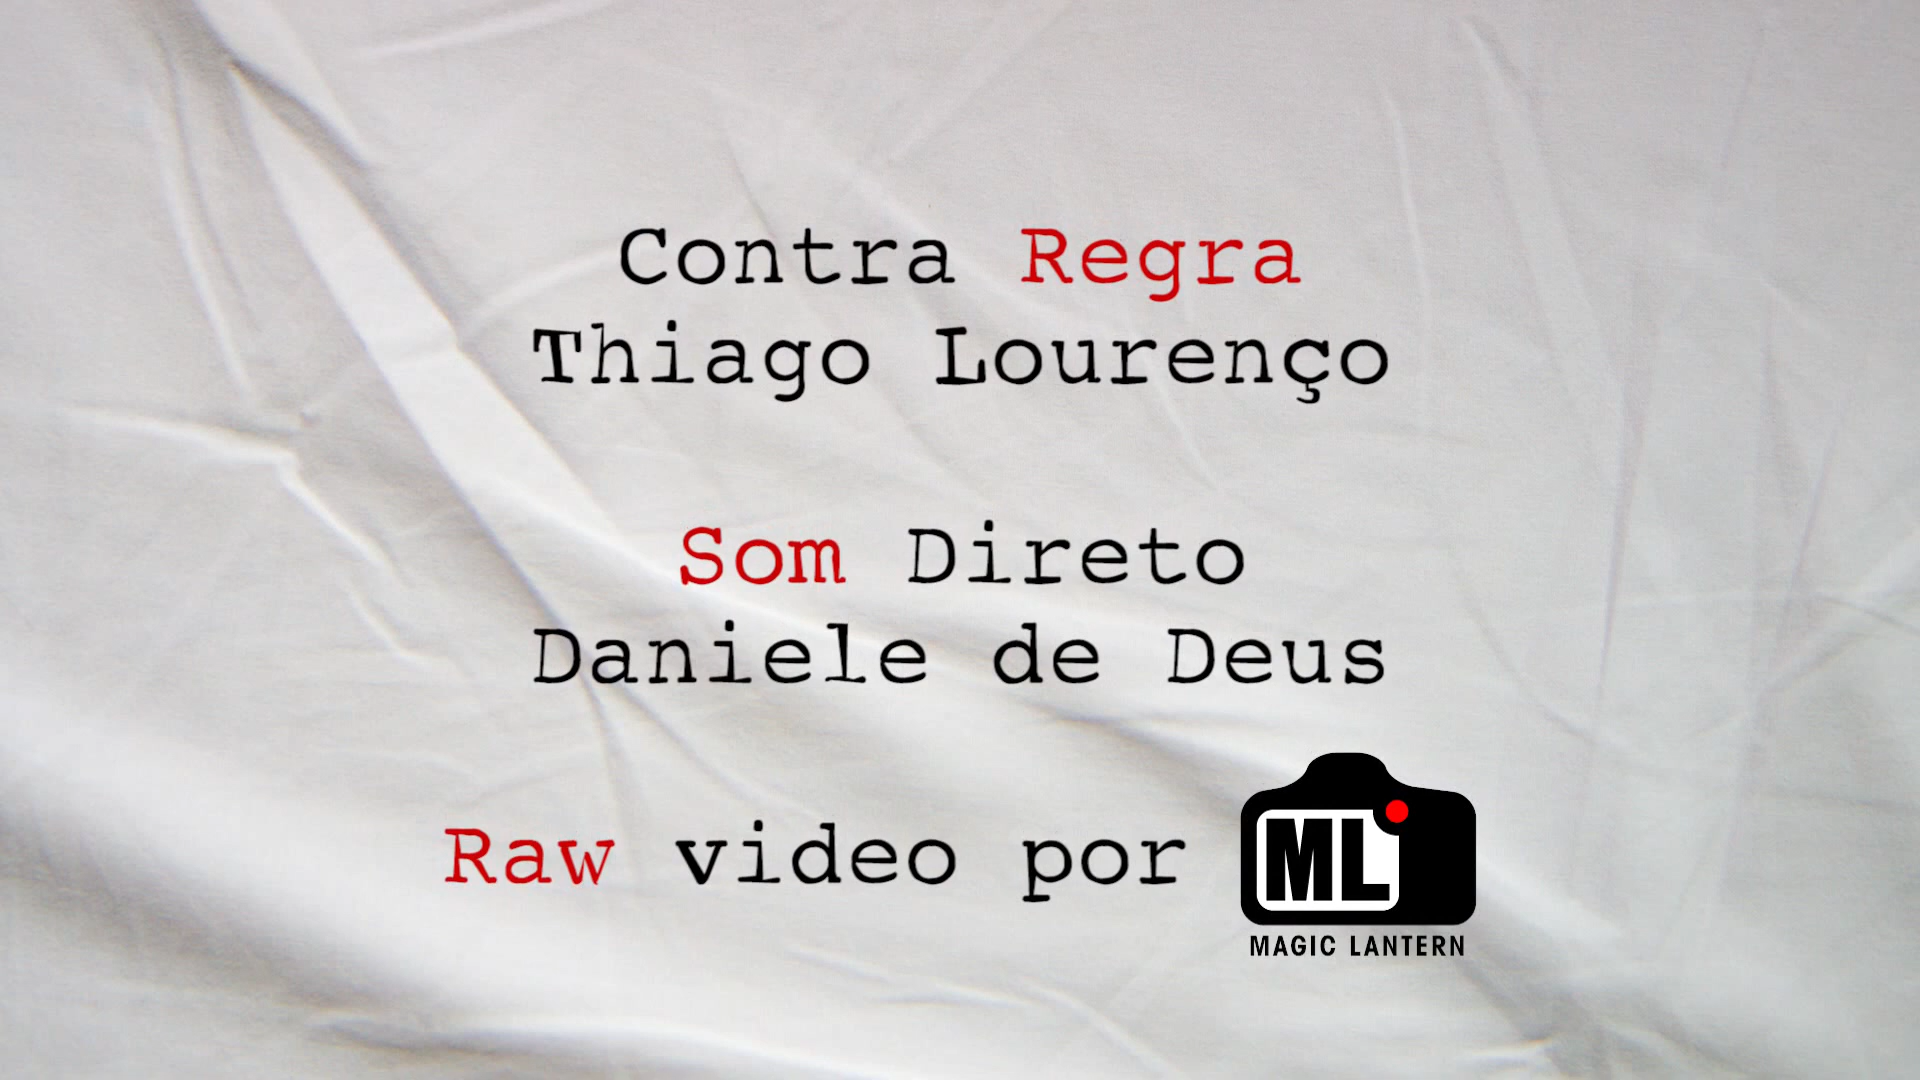 Contra Regra
Thiago Lourenço
Som Direto
Daniele de Deus
Raw video por
ML
MAGIC LANTERN